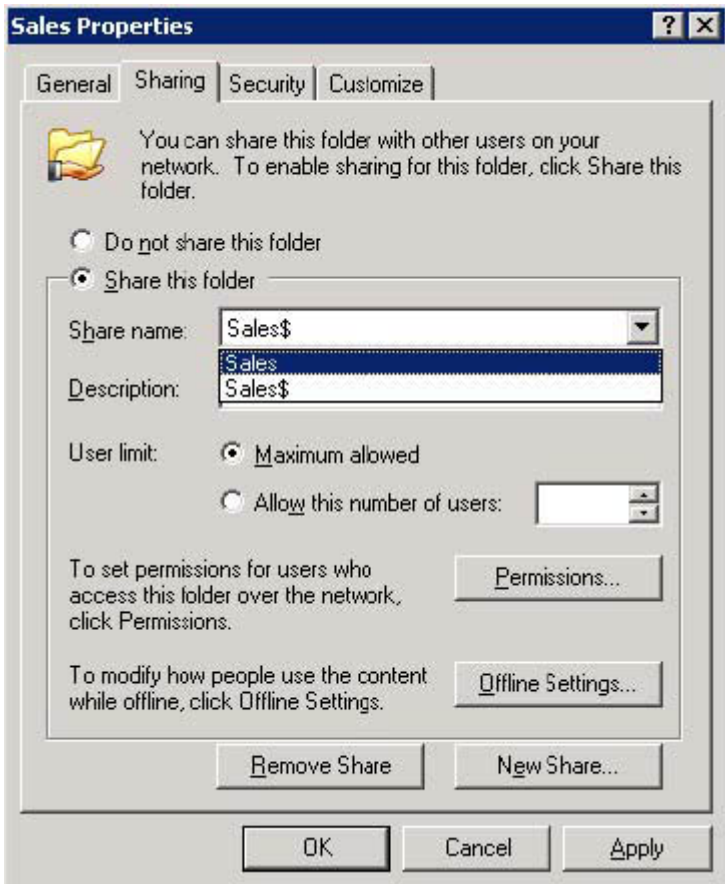 Sales Properties
General Sharing Security Customize
You can share this folder with other users on your
network. To enable sharing for this folder, click Share this
folder.
Do not share this folder
Share this folder
Share name: Sales$
Sales
Description: Sales$
User limit: Maximum allowed
Allow this number of users:
To set permissions for users who
access this folder over the network,
click Permissions.
Permissions...
To modify how people use the content
while offline, click Offline Settings.
Offline Settings...
Remove Share New Share...
OK Cancel Apply